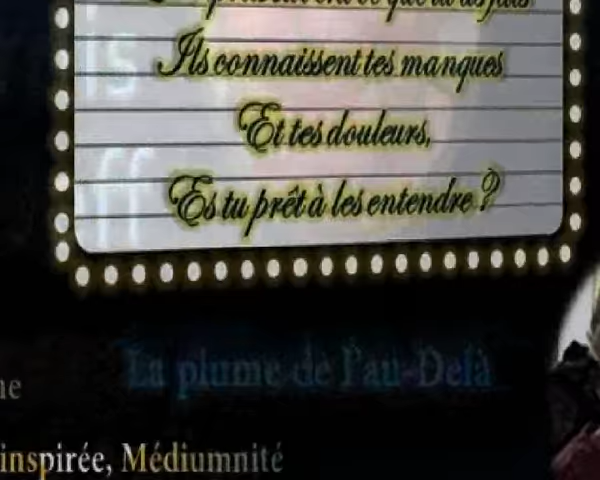 Ils connaissent tes manques
Et tes douleurs,
Es tu prêt à les entendre ?
La plume de l'au-Delà
inspirée, Médiumnité